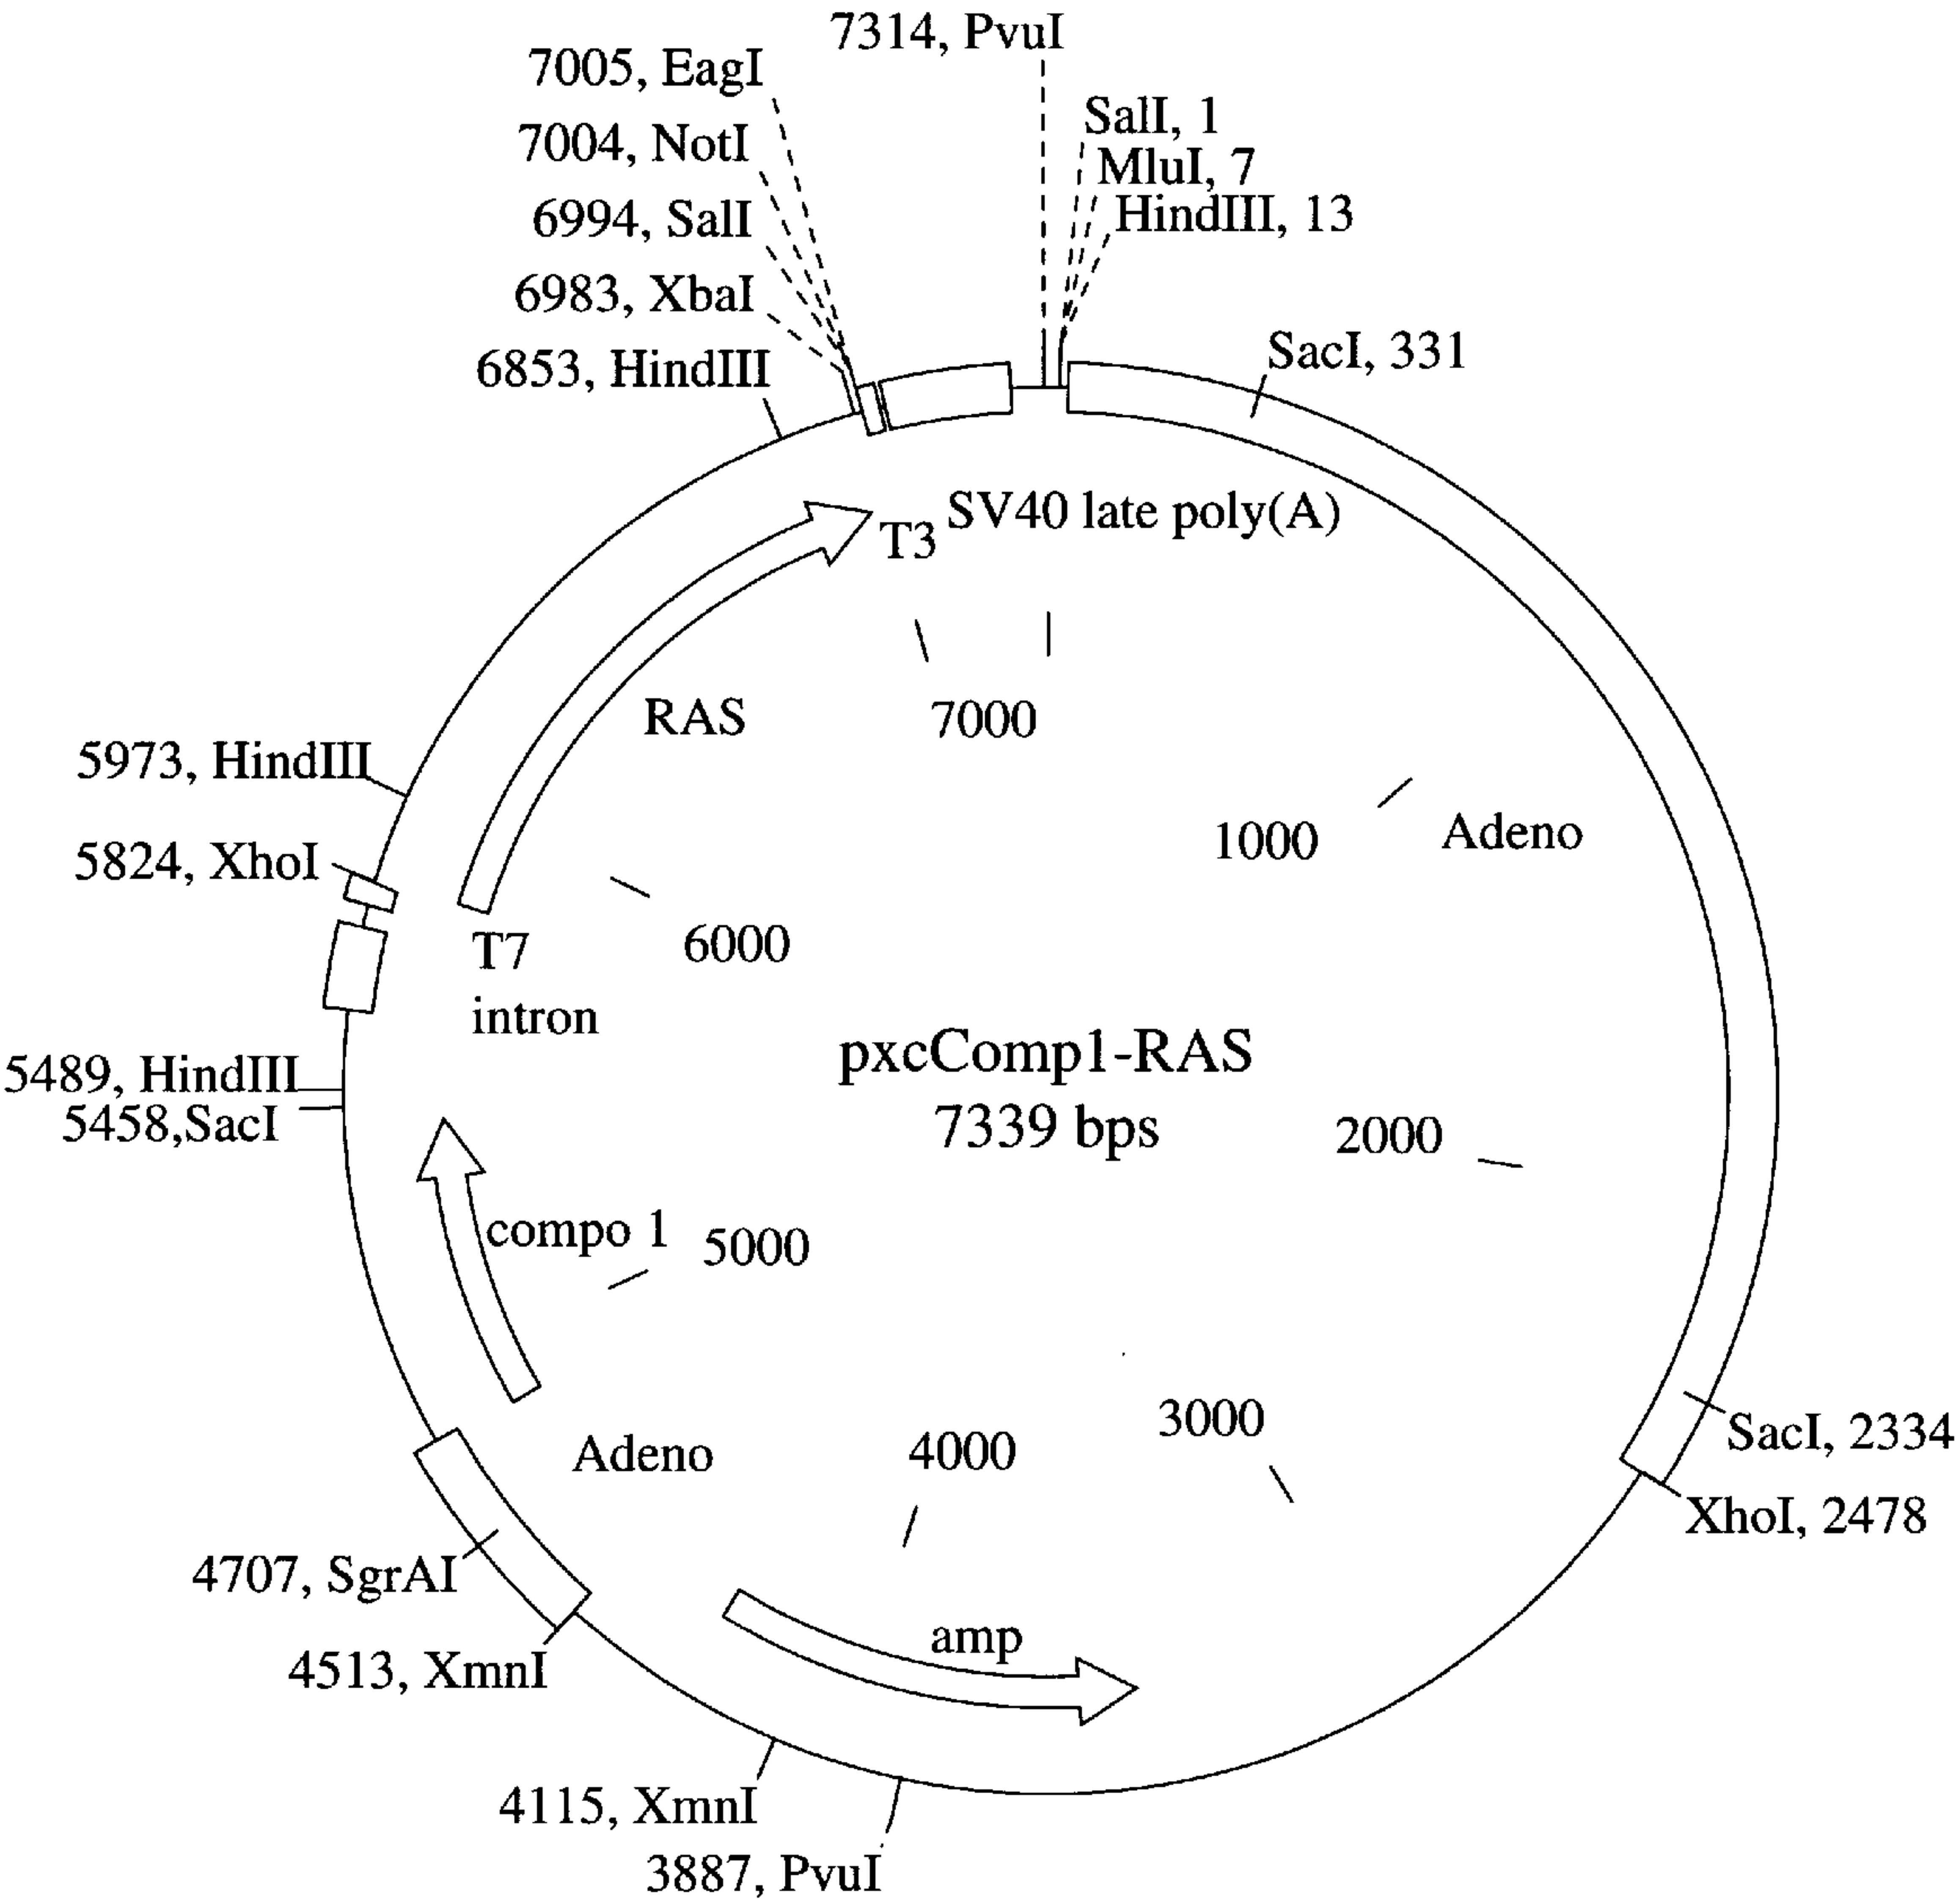 7314, PvuI
7005, EagI
SalI, 1
7004, NotI
MluI, 7
6994, SalI
HindIII, 13
6983, XbaI
SacI, 331
6853, HindIII
SV40 late poly(A)
T3
RAS
7000
5973, HindIII
1000
Adeno
5824, XhoI
T7
6000
intron
pxcComp1-RAS
5489, HindIII
7339 bps
5458,SacI
2000
compo 1
5000
3000
SacI, 2334
Adeno
4000
XhoI, 2478
4707, SgrAI
amp
4513, XmnI
4115, XmnI
3887, PvuI